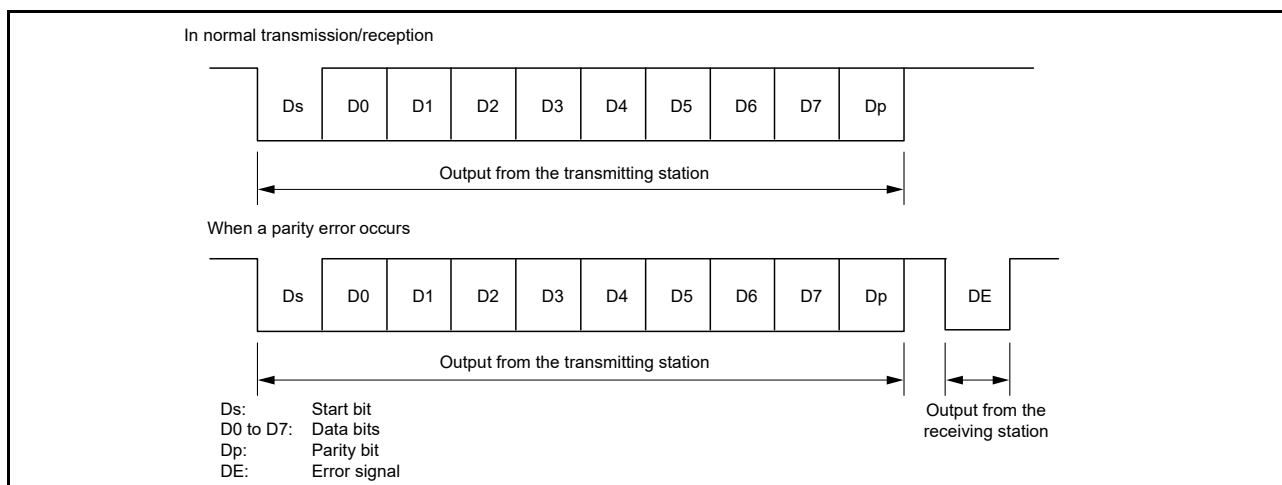 In normal transmission/reception
Ds D0 D1 D2 D3 D4 D5 D6 D7 Dp
Output from the transmitting station
When a parity error occurs
Ds D0 D1 D2 D3 D4 D5 D6 D7 Dp DE
Output from the transmitting station
Output from the
receiving station
Ds: Start bit
D0 to D7: Data bits
Dp: Parity bit
DE: Error signal